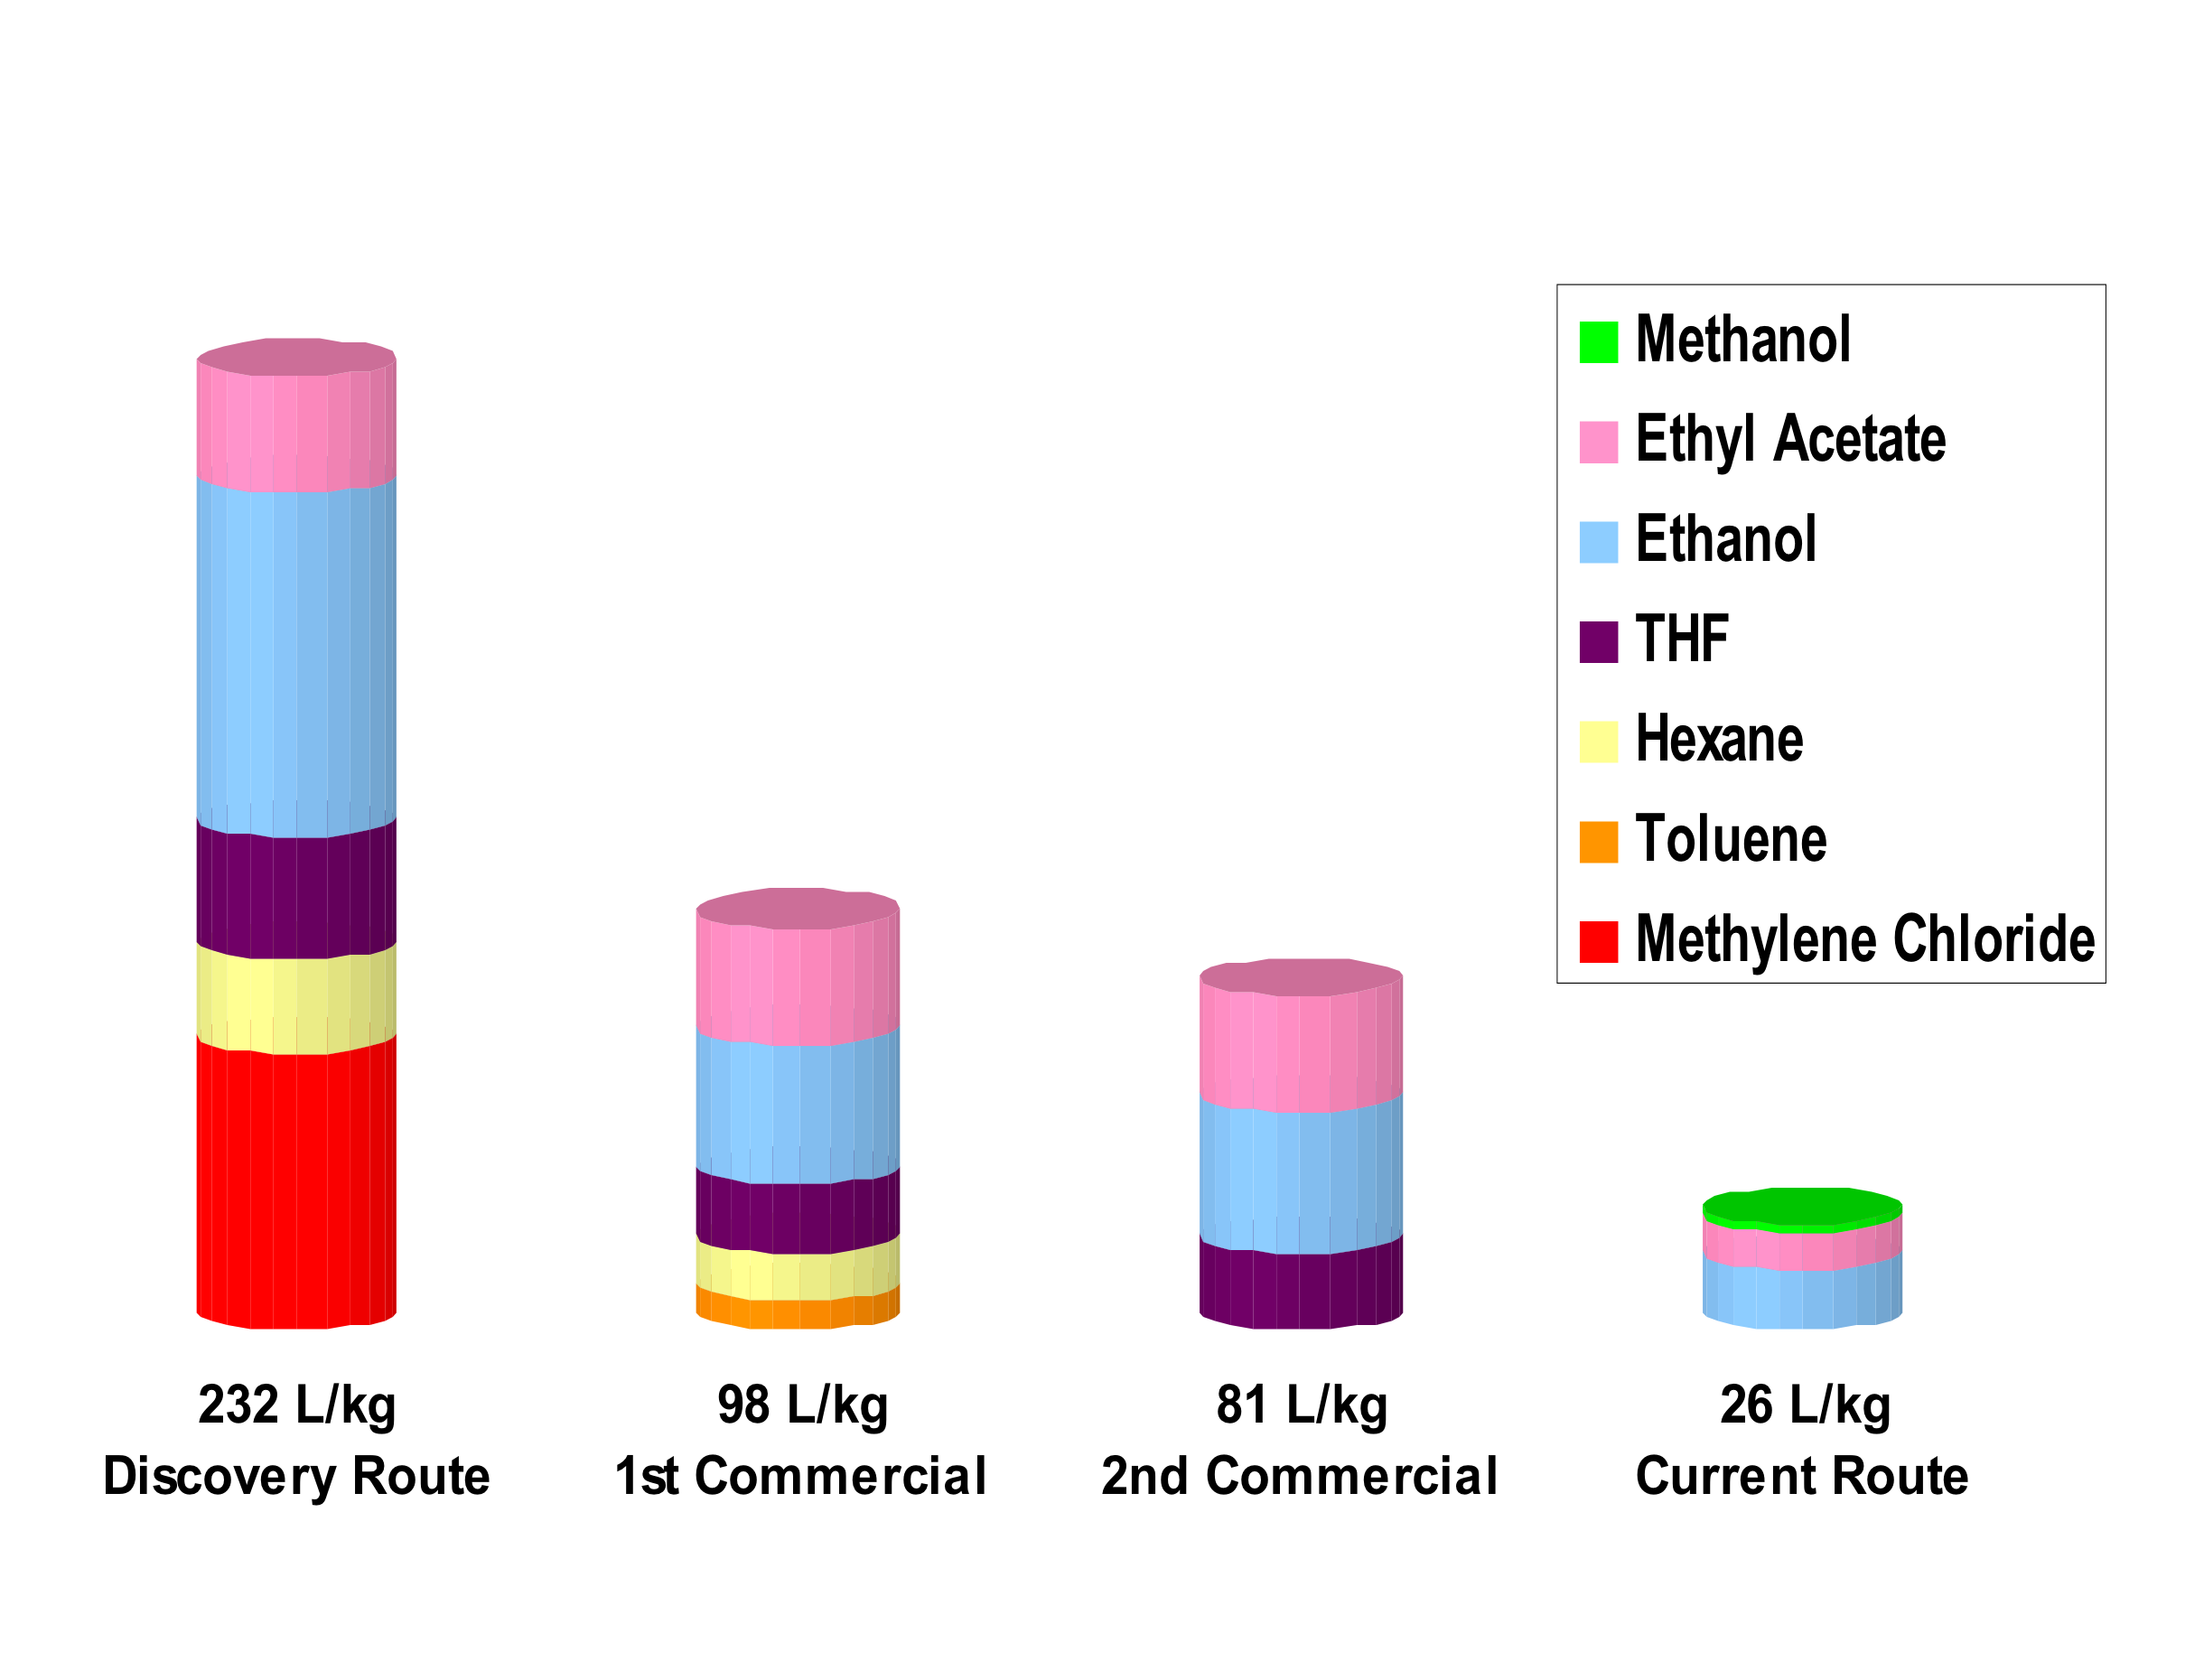 Methanol
Ethyl Acetate
Ethanol
THF
Hexane
Toluene
Methylene Chloride
232 L/kg
Discovery Route
98 L/kg
1st Commercial
81 L/kg
2nd Commercial
26 L/kg
Current Route